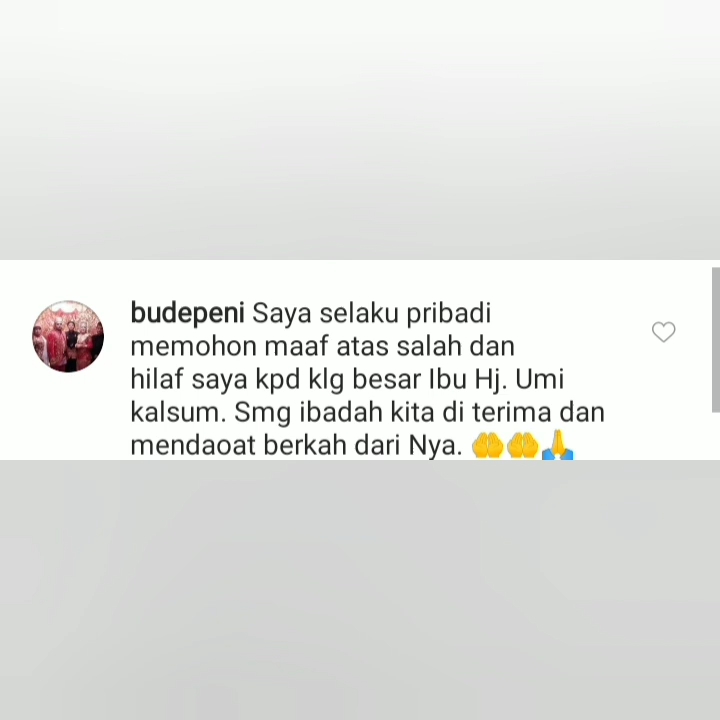 budepeni Saya selaku pribadi
memohon maaf atas salah dan
hilaf saya kpd klg besar Ibu Hj. Umi
kalsum. Smg ibadah kita di terima dan
mendaoat berkah dari Nya. 🤲🤲🙏